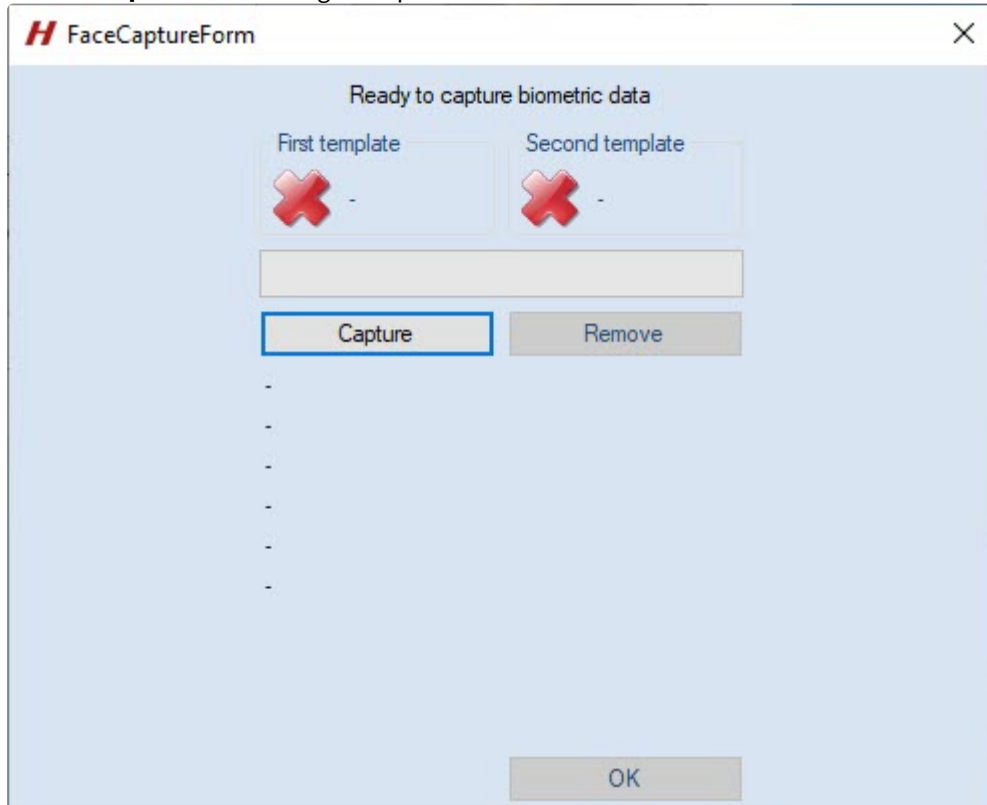 H FaceCaptureForm
Ready to capture biometric data
First template
Second template
-
-
Capture
Remove
-
-
-
-
-
-
OK